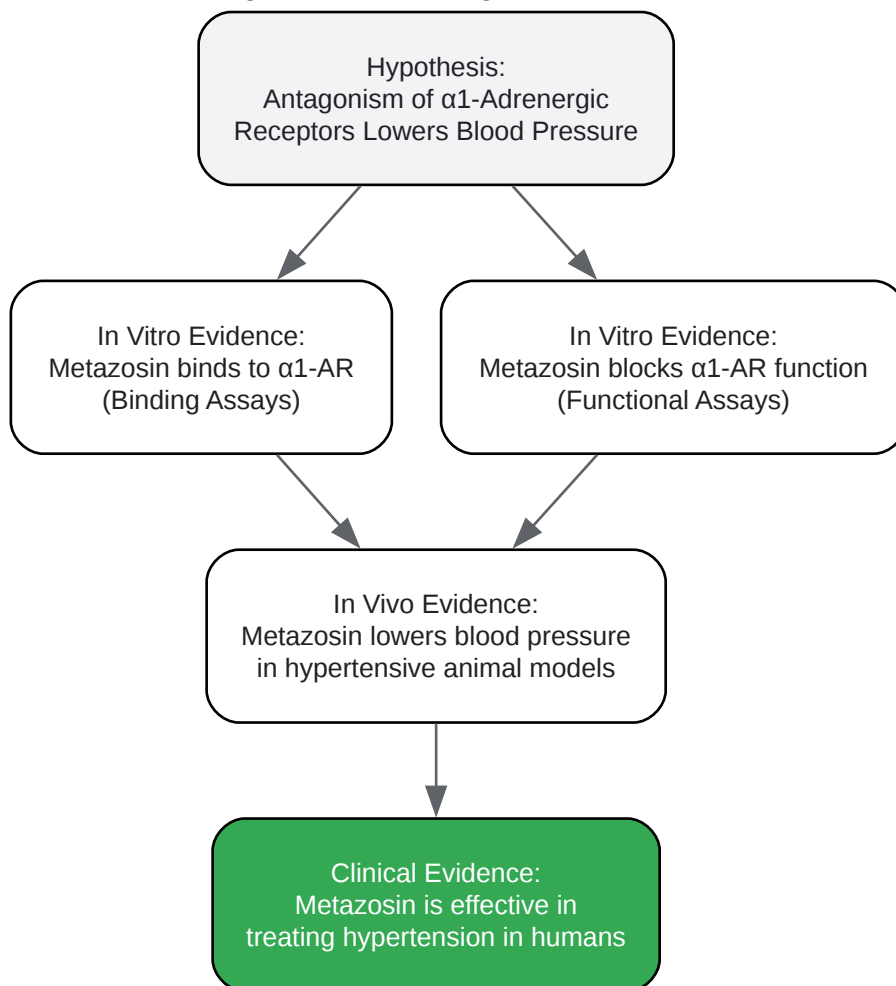 Hypothesis:
Antagonism of α1-Adrenergic
Receptors Lowers Blood Pressure
In Vitro Evidence:
Metazosin binds to α1-AR
(Binding Assays)
In Vitro Evidence:
Metazosin blocks α1-AR function
(Functional Assays)
In Vivo Evidence:
Metazosin lowers blood pressure
in hypertensive animal models
Clinical Evidence:
Metazosin is effective in
treating hypertension in humans